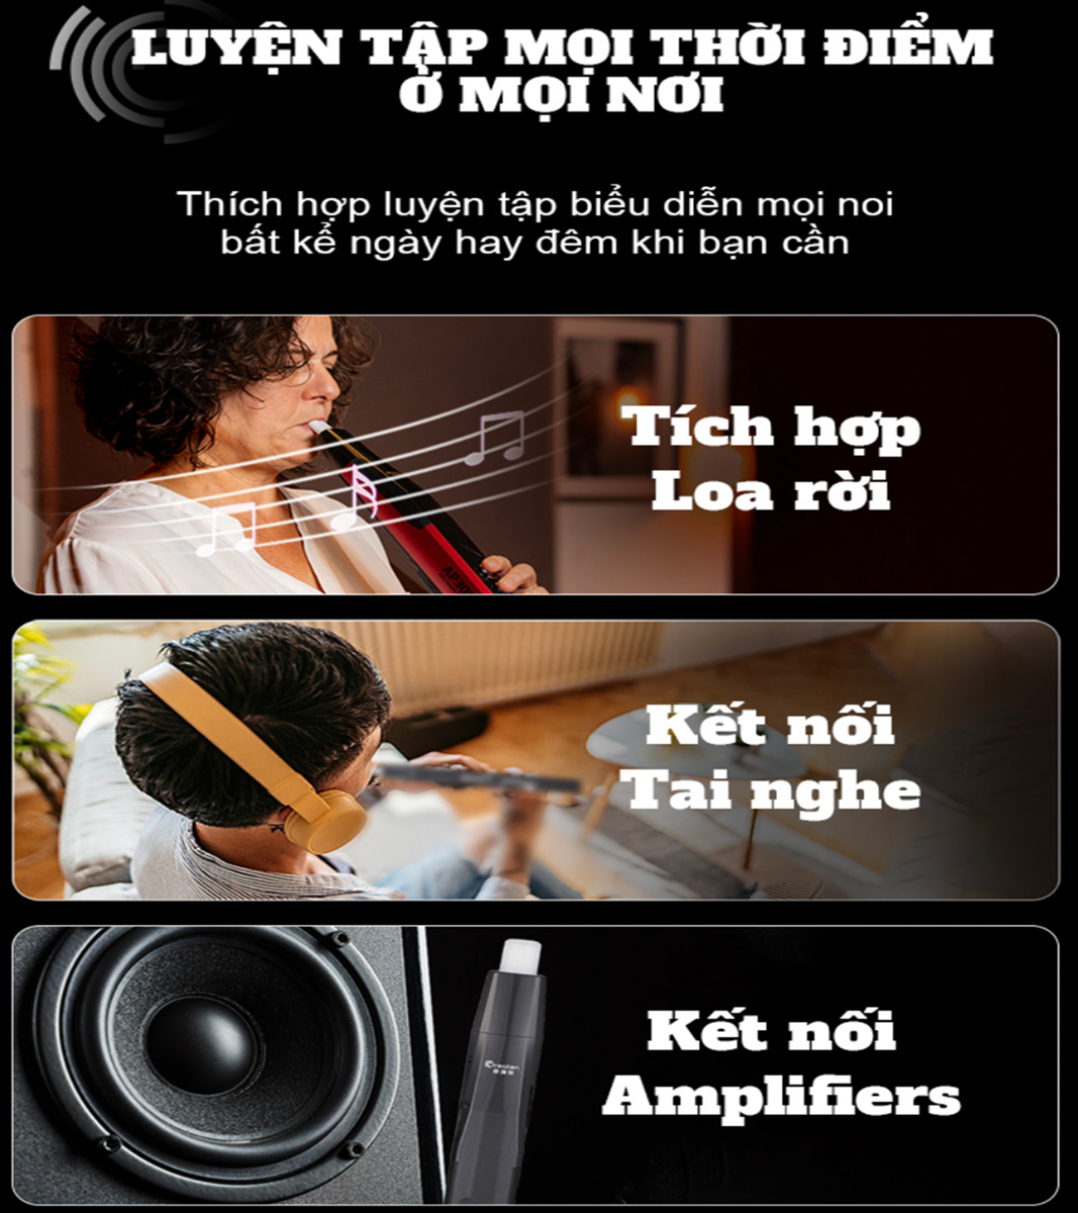 LUYỆN TẬP MỌI THỜI ĐIỂM
Ở MỌI NƠI
Thích hợp luyện tập biểu diễn mọi noi
bất kể ngày hay đêm khi bạn cần
Tích hợp
Loa rời
Kết nối
Tai nghe
Kết nối
Amplifiers